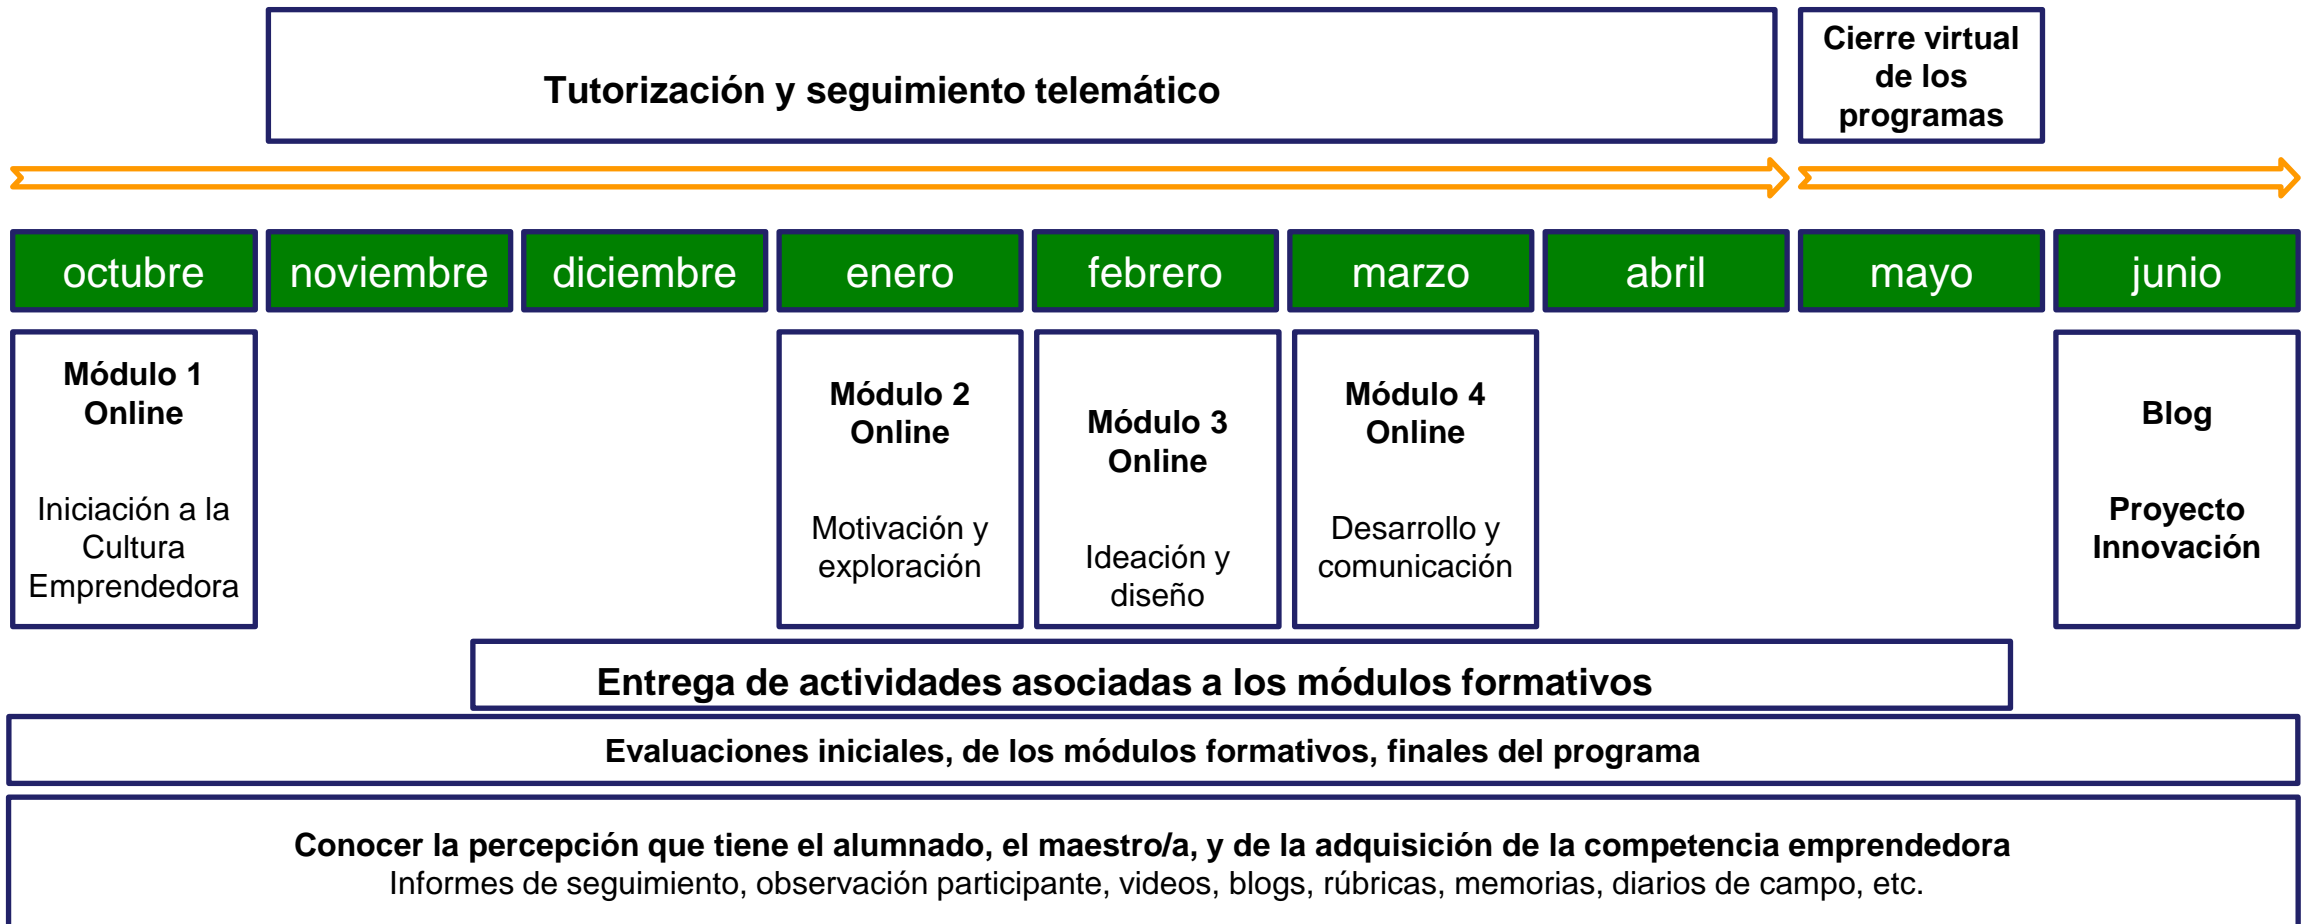 Tutorización y seguimiento telemático
Cierre virtual
de los
programas
octubre
noviembre
diciembre
enero
febrero
marzo
abril
mayo
junio
Módulo 1
Online
Iniciación a la
Cultura
Emprendedora
Módulo 2
Online
Motivación y
exploración
Módulo 3
Online
Ideación y
diseño
Módulo 4
Online
Desarrollo y
comunicación
Blog
Proyecto
Innovación
Entrega de actividades asociadas a los módulos formativos
Evaluaciones iniciales, de los módulos formativos, finales del programa
Conocer la percepción que tiene el alumnado, el maestro/a, y de la adquisición de la competencia emprendedora
Informes de seguimiento, observación participante, videos, blogs, rúbricas, memorias, diarios de campo, etc.